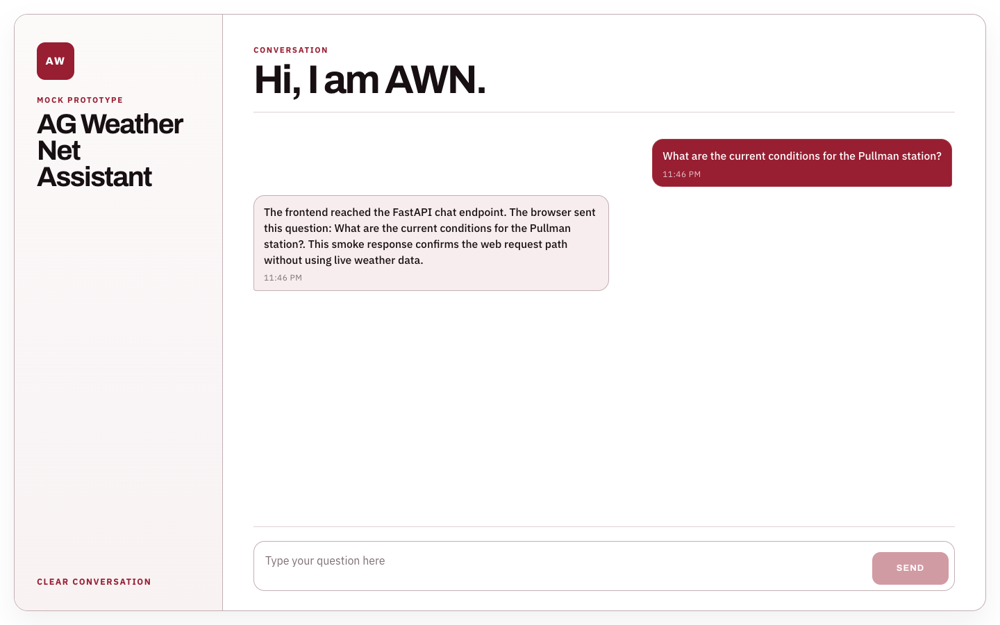 AW
MOCK PROTOTYPE
AG Weather
Net
Assistant
CLEAR CONVERSATION
CONVERSATION
Hi, I am AWN.
What are the current conditions for the Pullman station?
11:46 PM
The frontend reached the FastAPI chat endpoint. The browser sent
this question: What are the current conditions for the Pullman
station?. This smoke response confirms the web request path
without using live weather data.
11:46 PM
Type your question here
SEND